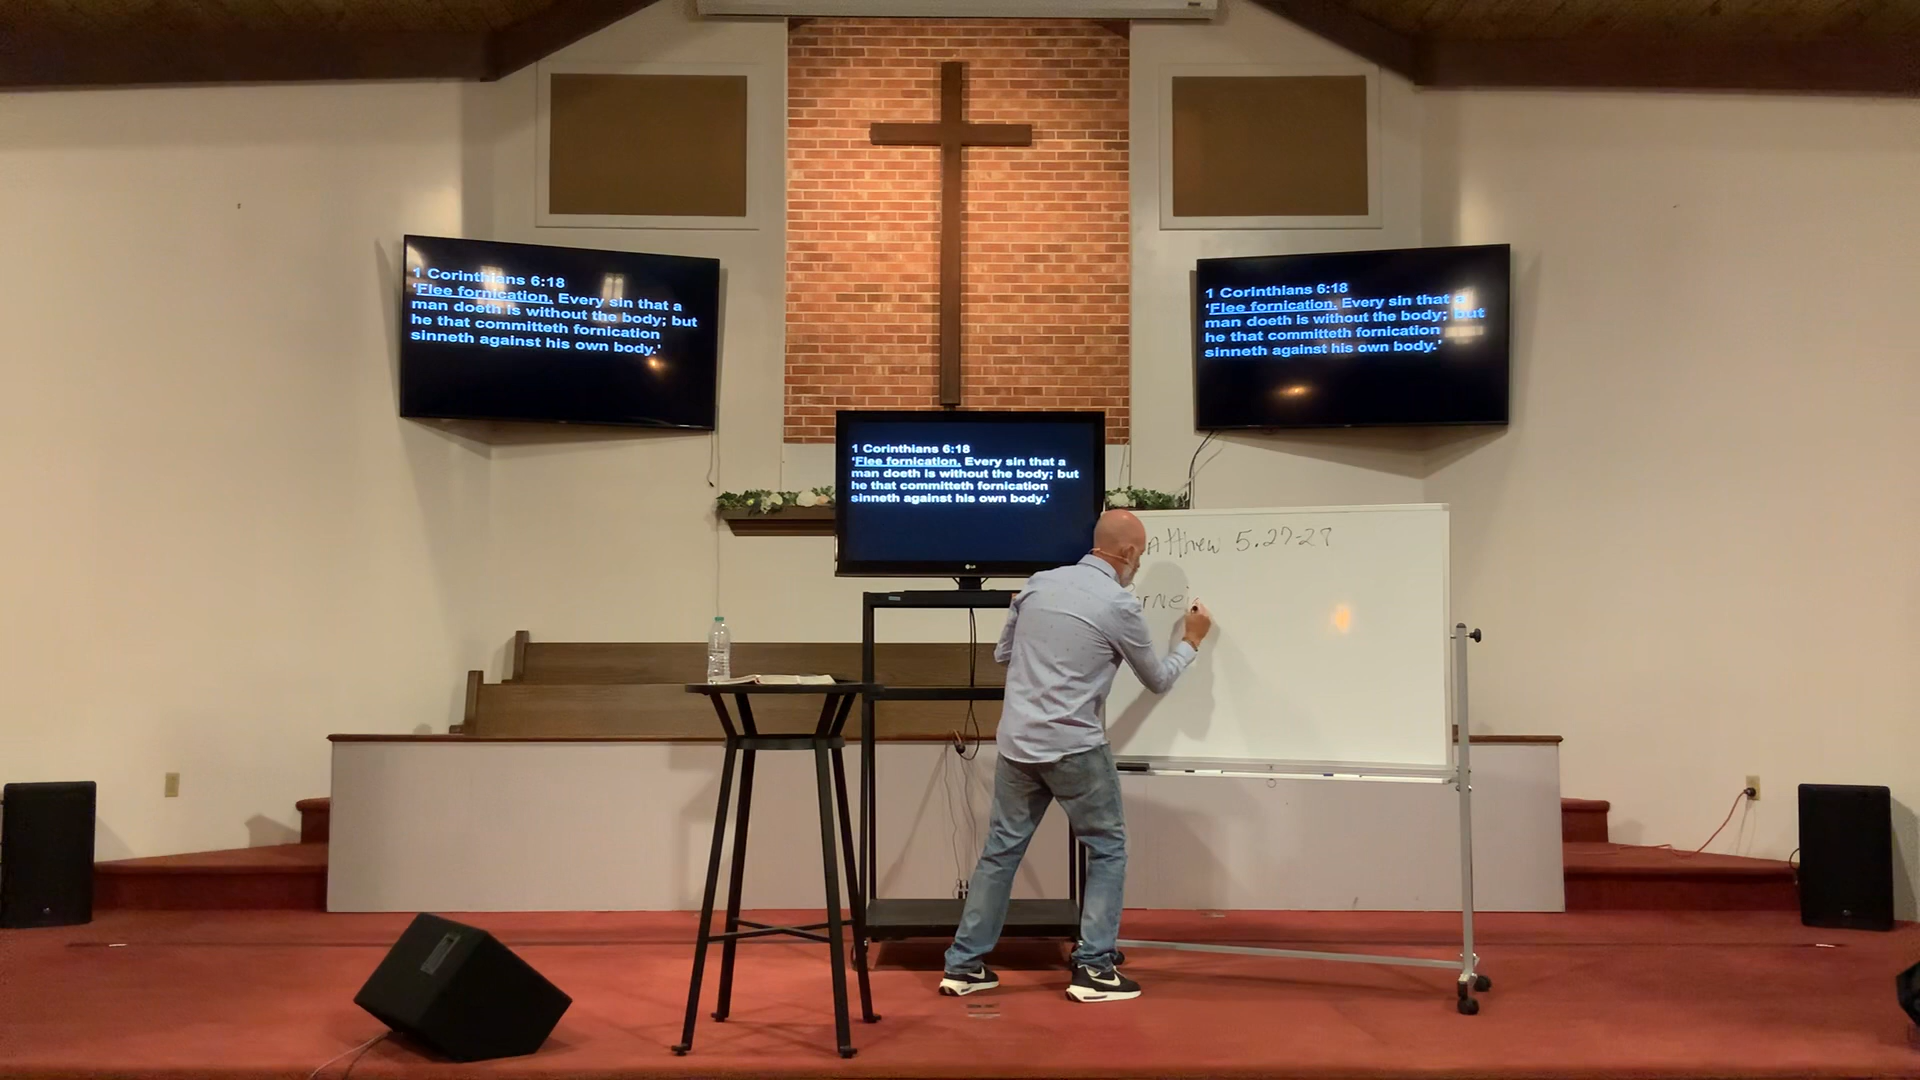 1 Corinthians 6:18
‘Flee fornication. Every sin that a
man doeth is without the body; but
he that committeth fornication
sinneth against his own body.’
1 Corinthians 6:18
‘Flee fornication. Every sin that a
man doeth is without the body; but
he that committeth fornication
sinneth against his own body.’
1 Corinthians 6:18
‘Flee fornication. Every sin that a
man doeth is without the body; but
he that committeth fornication
sinneth against his own body.’
LG
atthew 5.27-27